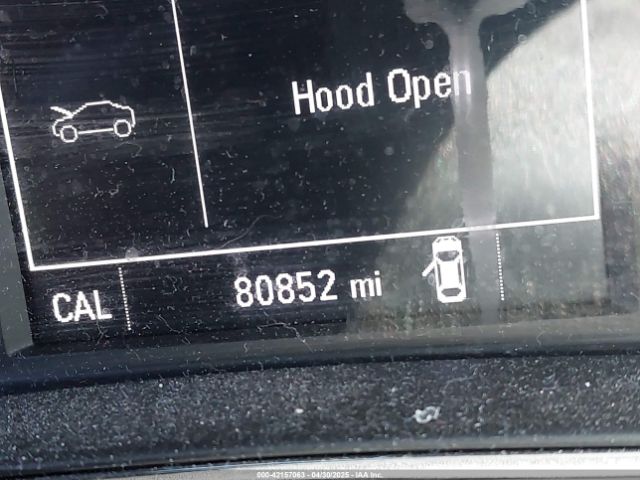 Hood Open
CAL
80852 mi
000-42157063 - 04/30/2025 - IAA Inc.